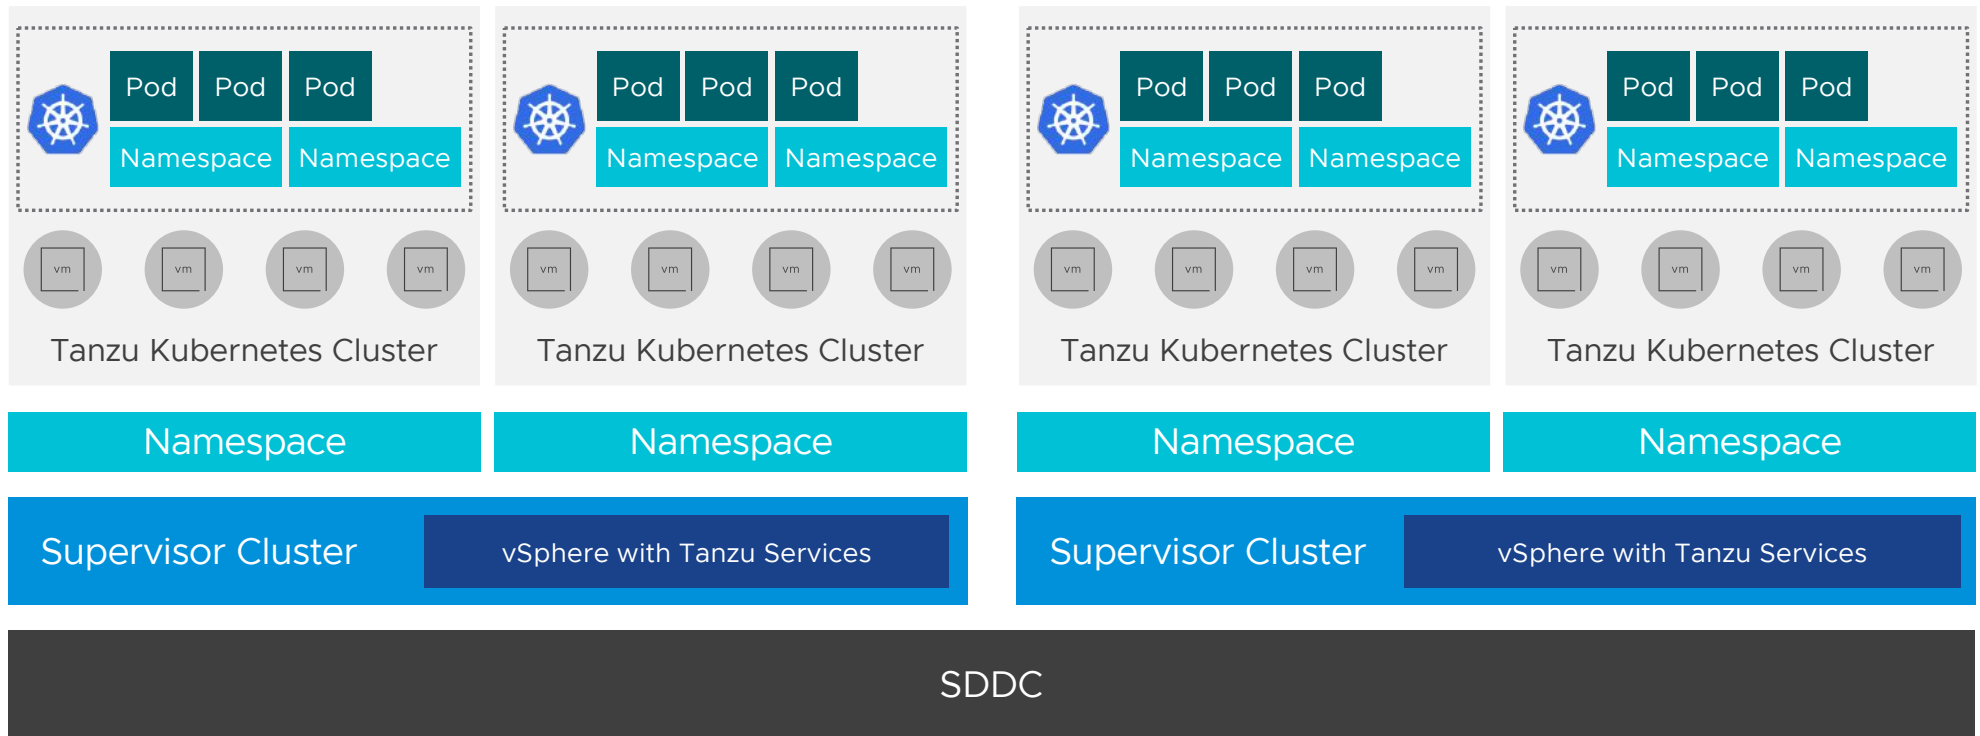 Pod Pod Pod
Namespace Namespace
vm vm vm vm
Tanzu Kubernetes Cluster
Pod Pod Pod
Namespace Namespace
vm vm vm vm
Tanzu Kubernetes Cluster
Pod Pod Pod
Namespace Namespace
vm vm vm vm
Tanzu Kubernetes Cluster
Pod Pod Pod
Namespace Namespace
vm vm vm vm
Tanzu Kubernetes Cluster
Namespace
Namespace
Namespace
Namespace
Supervisor Cluster
vSphere with Tanzu Services
Supervisor Cluster
vSphere with Tanzu Services
SDDC